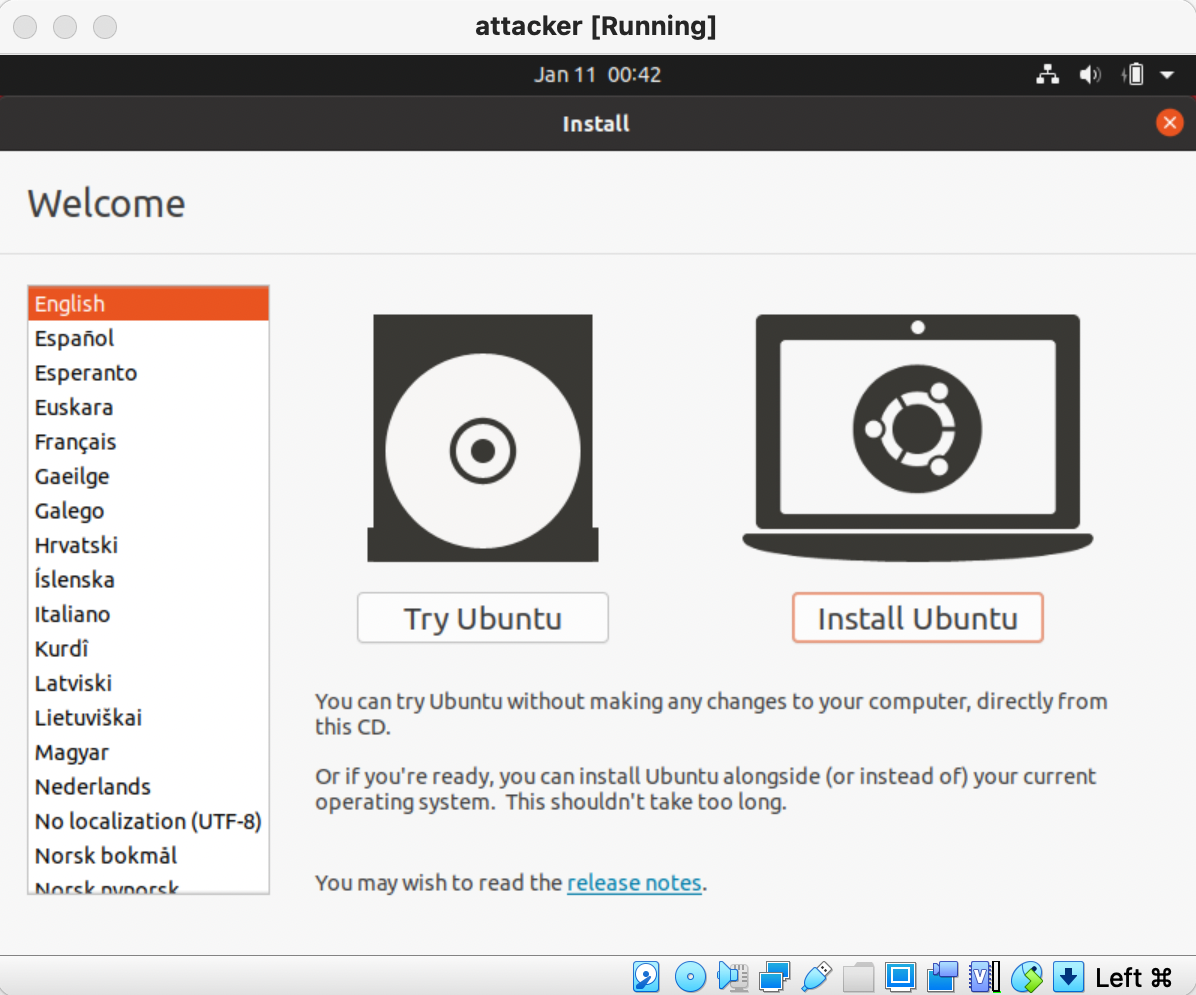 attacker [Running]
Jan 11 00:42
Install
Welcome
English
Español
Esperanto
Euskara
Français
Gaeilge
Galego
Hrvatski
Íslenska
Italiano
Kurdî
Latviski
Lietuviškai
Magyar
Nederlands
No localization (UTF-8)
Norsk bokmål
Norsk nynorsk
Try Ubuntu
Install Ubuntu
You can try Ubuntu without making any changes to your computer, directly from
this CD.
Or if you're ready, you can install Ubuntu alongside (or instead of) your current
operating system. This shouldn't take too long.
You may wish to read the release notes.
V
Left ⌘